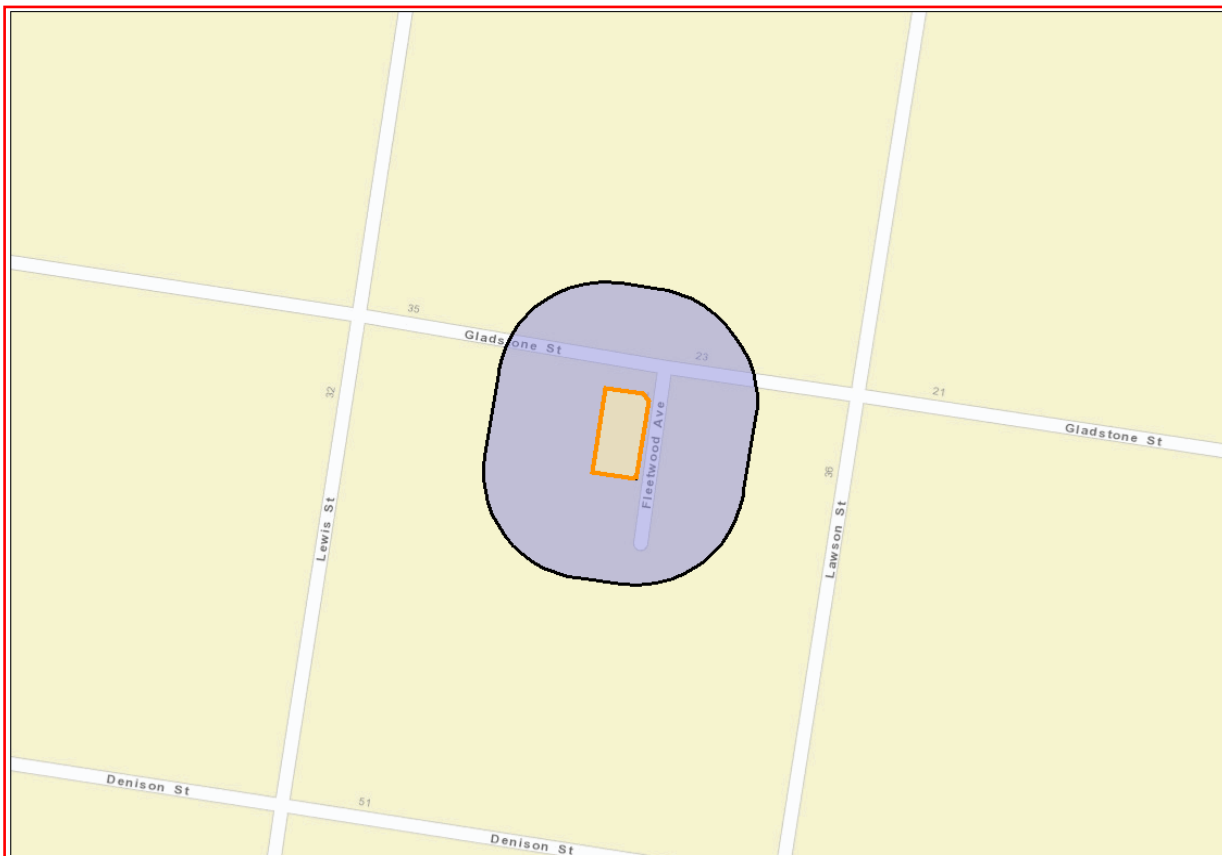 35
Gladstone St
23
32
21
Fleetwood Ave
Gladstone St
36
Lewis St
Lawson St
Denison St
51
Denison St